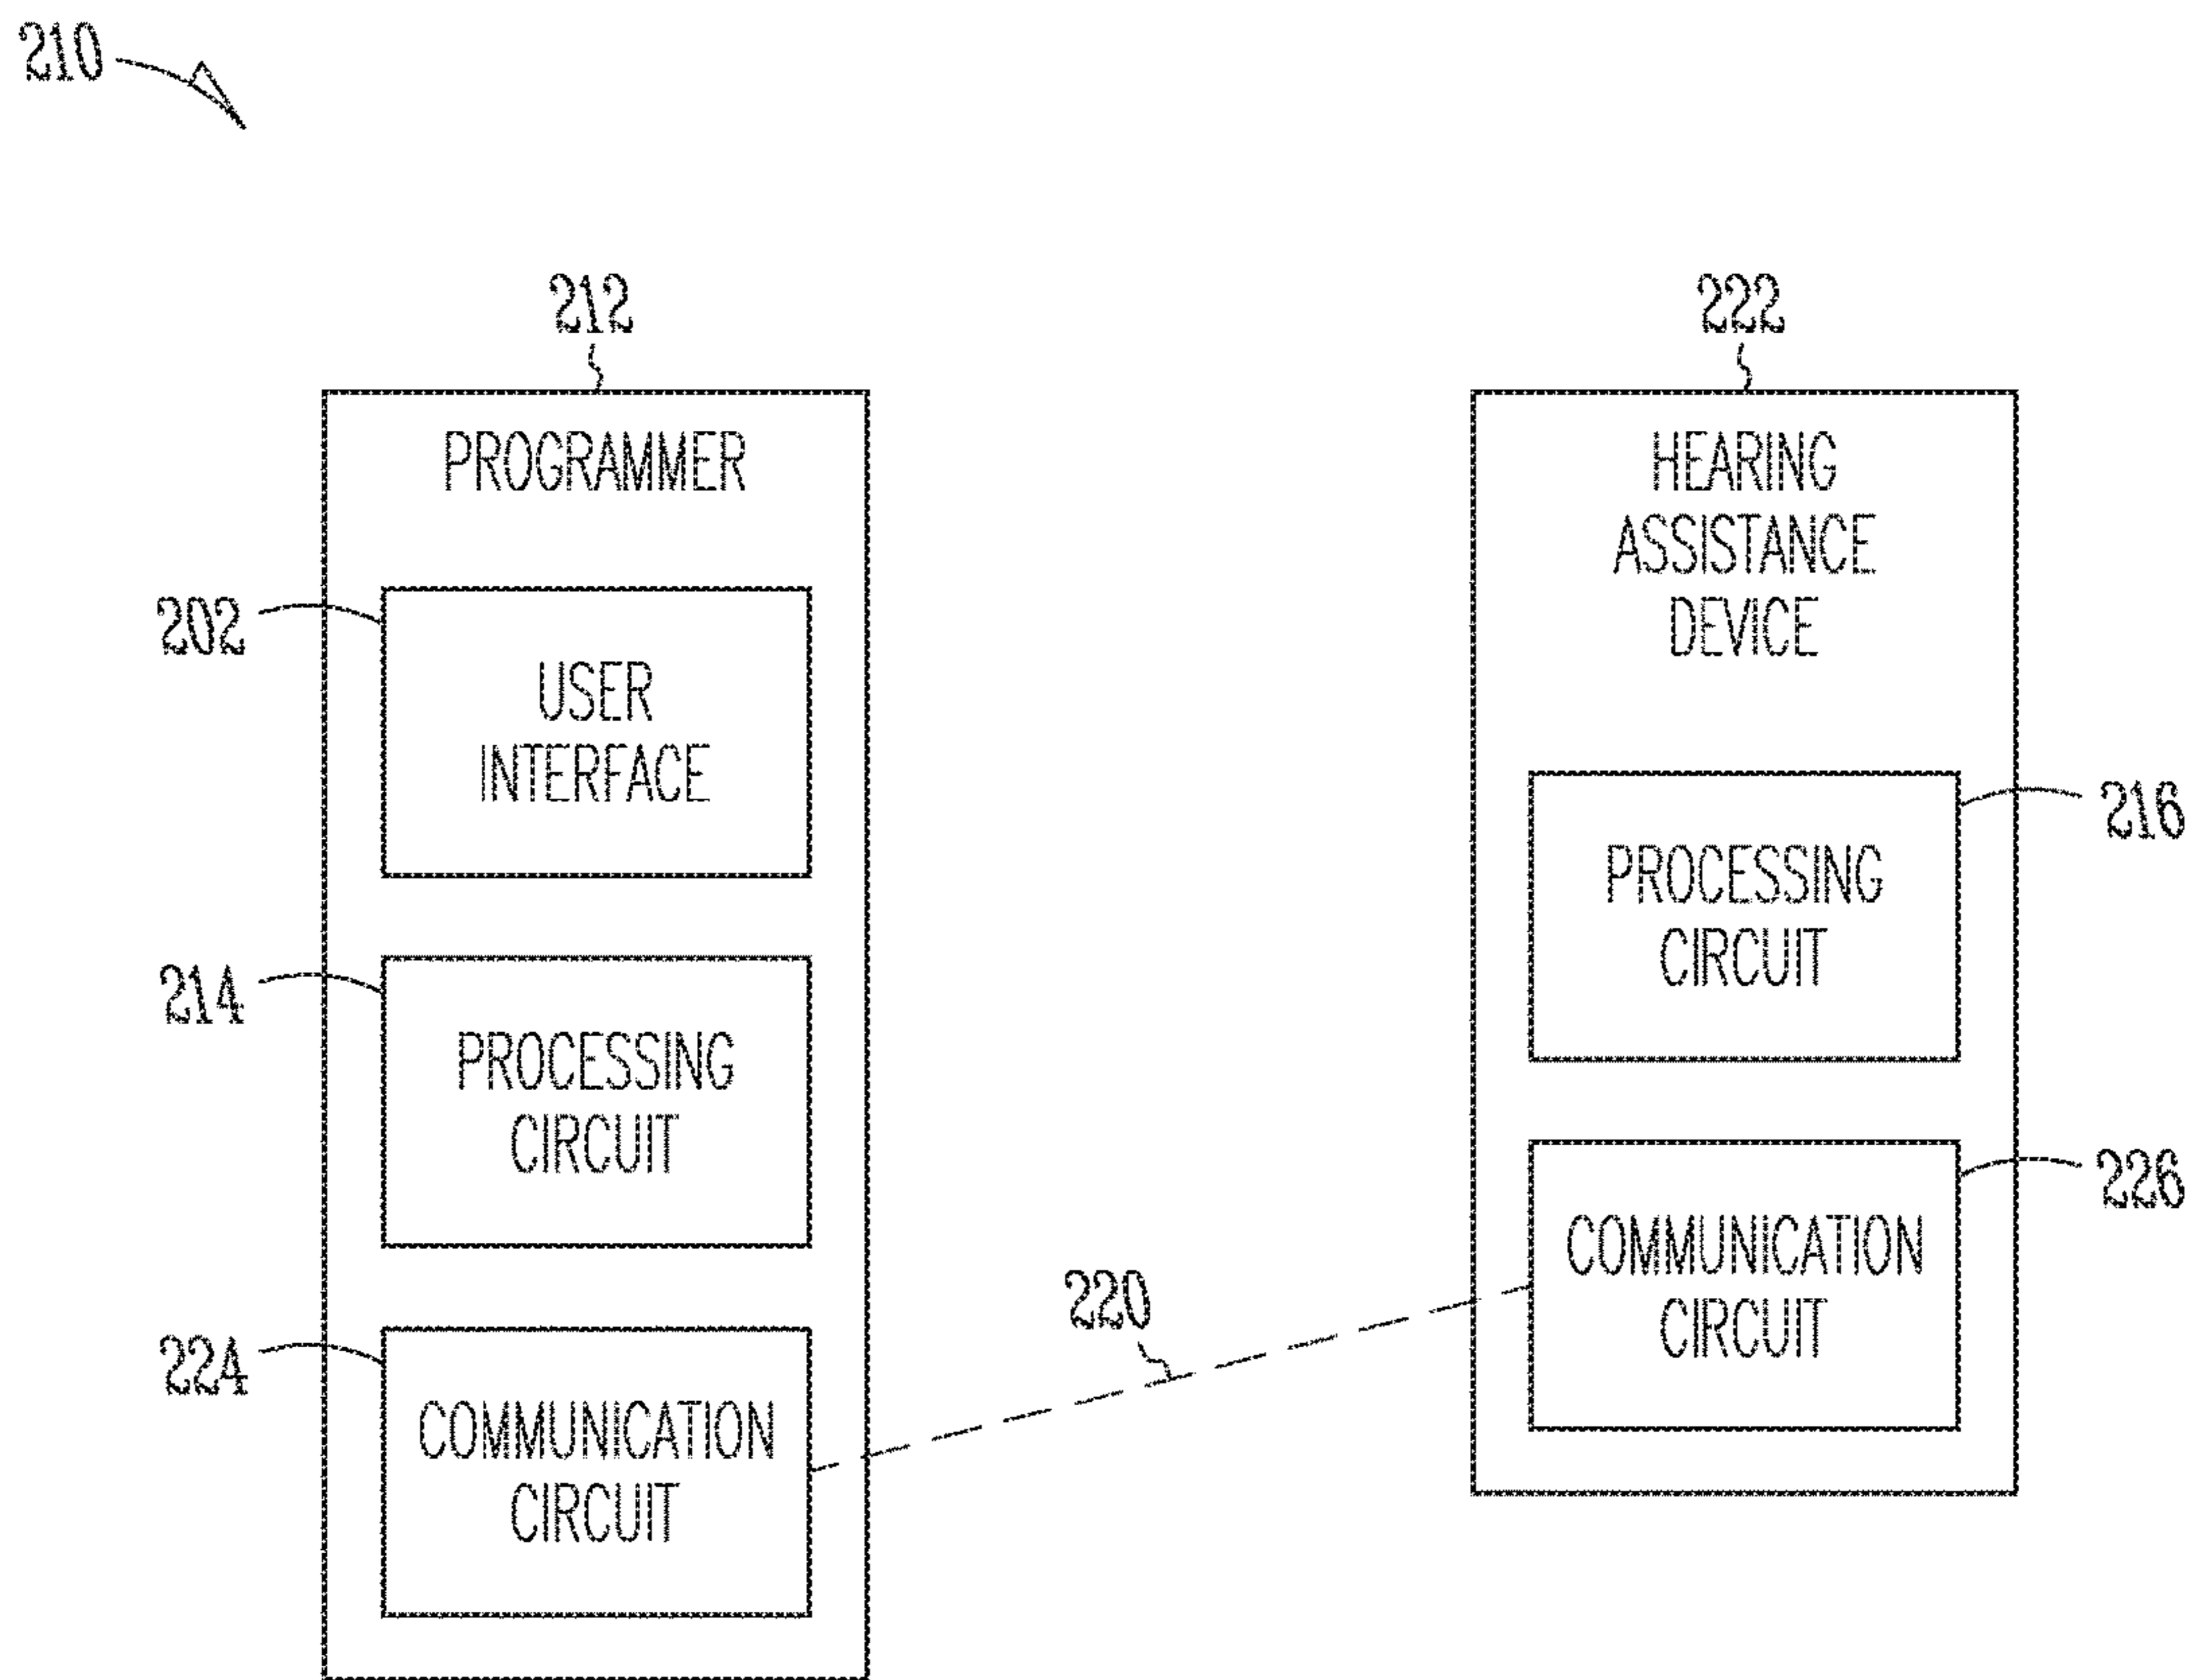 210
212
PROGRAMMER
202
USER
INTERFACE
214
PROCESSING
CIRCUIT
224
COMMUNICATION
CIRCUIT
220
222
HEARING
ASSISTANCE
DEVICE
216
PROCESSING
CIRCUIT
226
COMMUNICATION
CIRCUIT